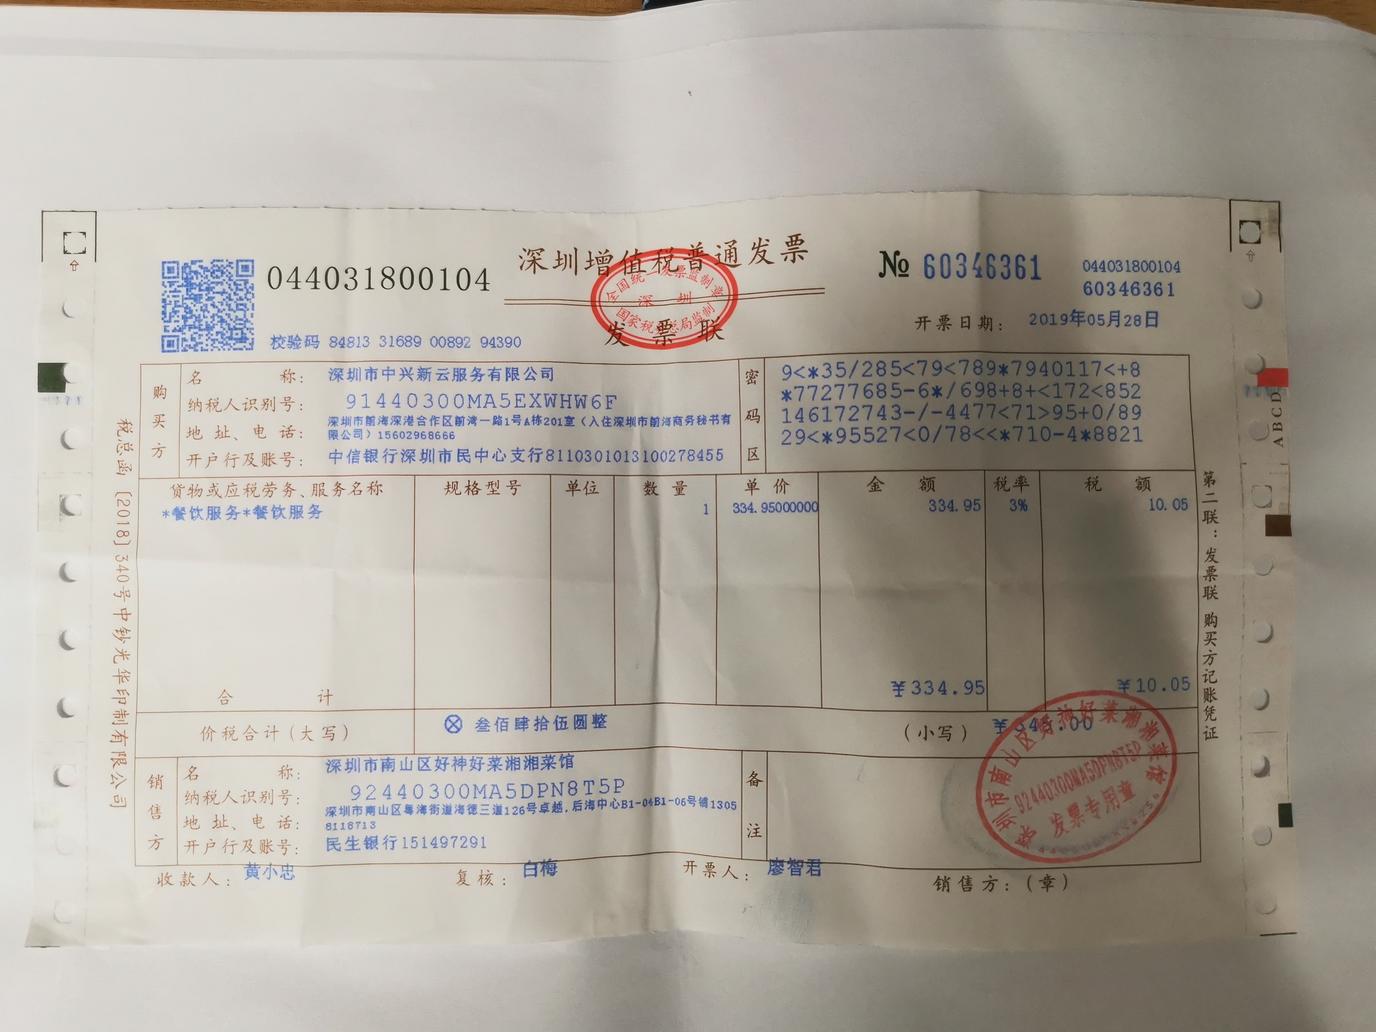 深圳增值税普通发票
发票联
全国统一发票监制章
深圳
国家税务总局监制
044031800104
№ 60346361
044031800104
60346361
校验码 84813 31689 00892 94390
开票日期： 2019年05月28日
购买方
名称： 深圳市中兴新云服务有限公司
纳税人识别号： 91440300MA5EXWHW6F
地址、电话： 深圳市前海深港合作区前湾一路1号A栋201室（入住深圳市前海商务秘书有
限公司）15602968666
开户行及账号： 中信银行深圳市民中心支行8110301013100278455
密码区
9<*35/285<79<789*7940117<+8
*77277685-6*/698+8+<172<852
146172743-/-4477<71>95+0/89
29<*95527<0/78<<*710-4*8821
货物或应税劳务、服务名称 规格型号 单位 数量 单价 金额 税率 税额
*餐饮服务*餐饮服务 1 334.95000000 334.95 3% 10.05
合计 ￥334.95 ￥10.05
价税合计（大写） ⊗ 叁佰肆拾伍圆整 （小写） ￥345.00
销售方
名称： 深圳市南山区好神好菜湘湘菜馆
纳税人识别号： 92440300MA5DPN8T5P
地址、电话： 深圳市南山区粤海街道海德三道126号卓越.后海中心B1-04B1-06号铺1305
8118713
开户行及账号： 民生银行151497291
备注
深圳市南山区好神好菜湘湘菜馆
92440300MA5DPN8T5P
发票专用章
收款人： 黄小忠 复核： 白梅 开票人： 廖智君 销售方：（章）
税总函〔2018〕340号中钞光华印制有限公司
第二联：发票联 购买方记账凭证
ABCD